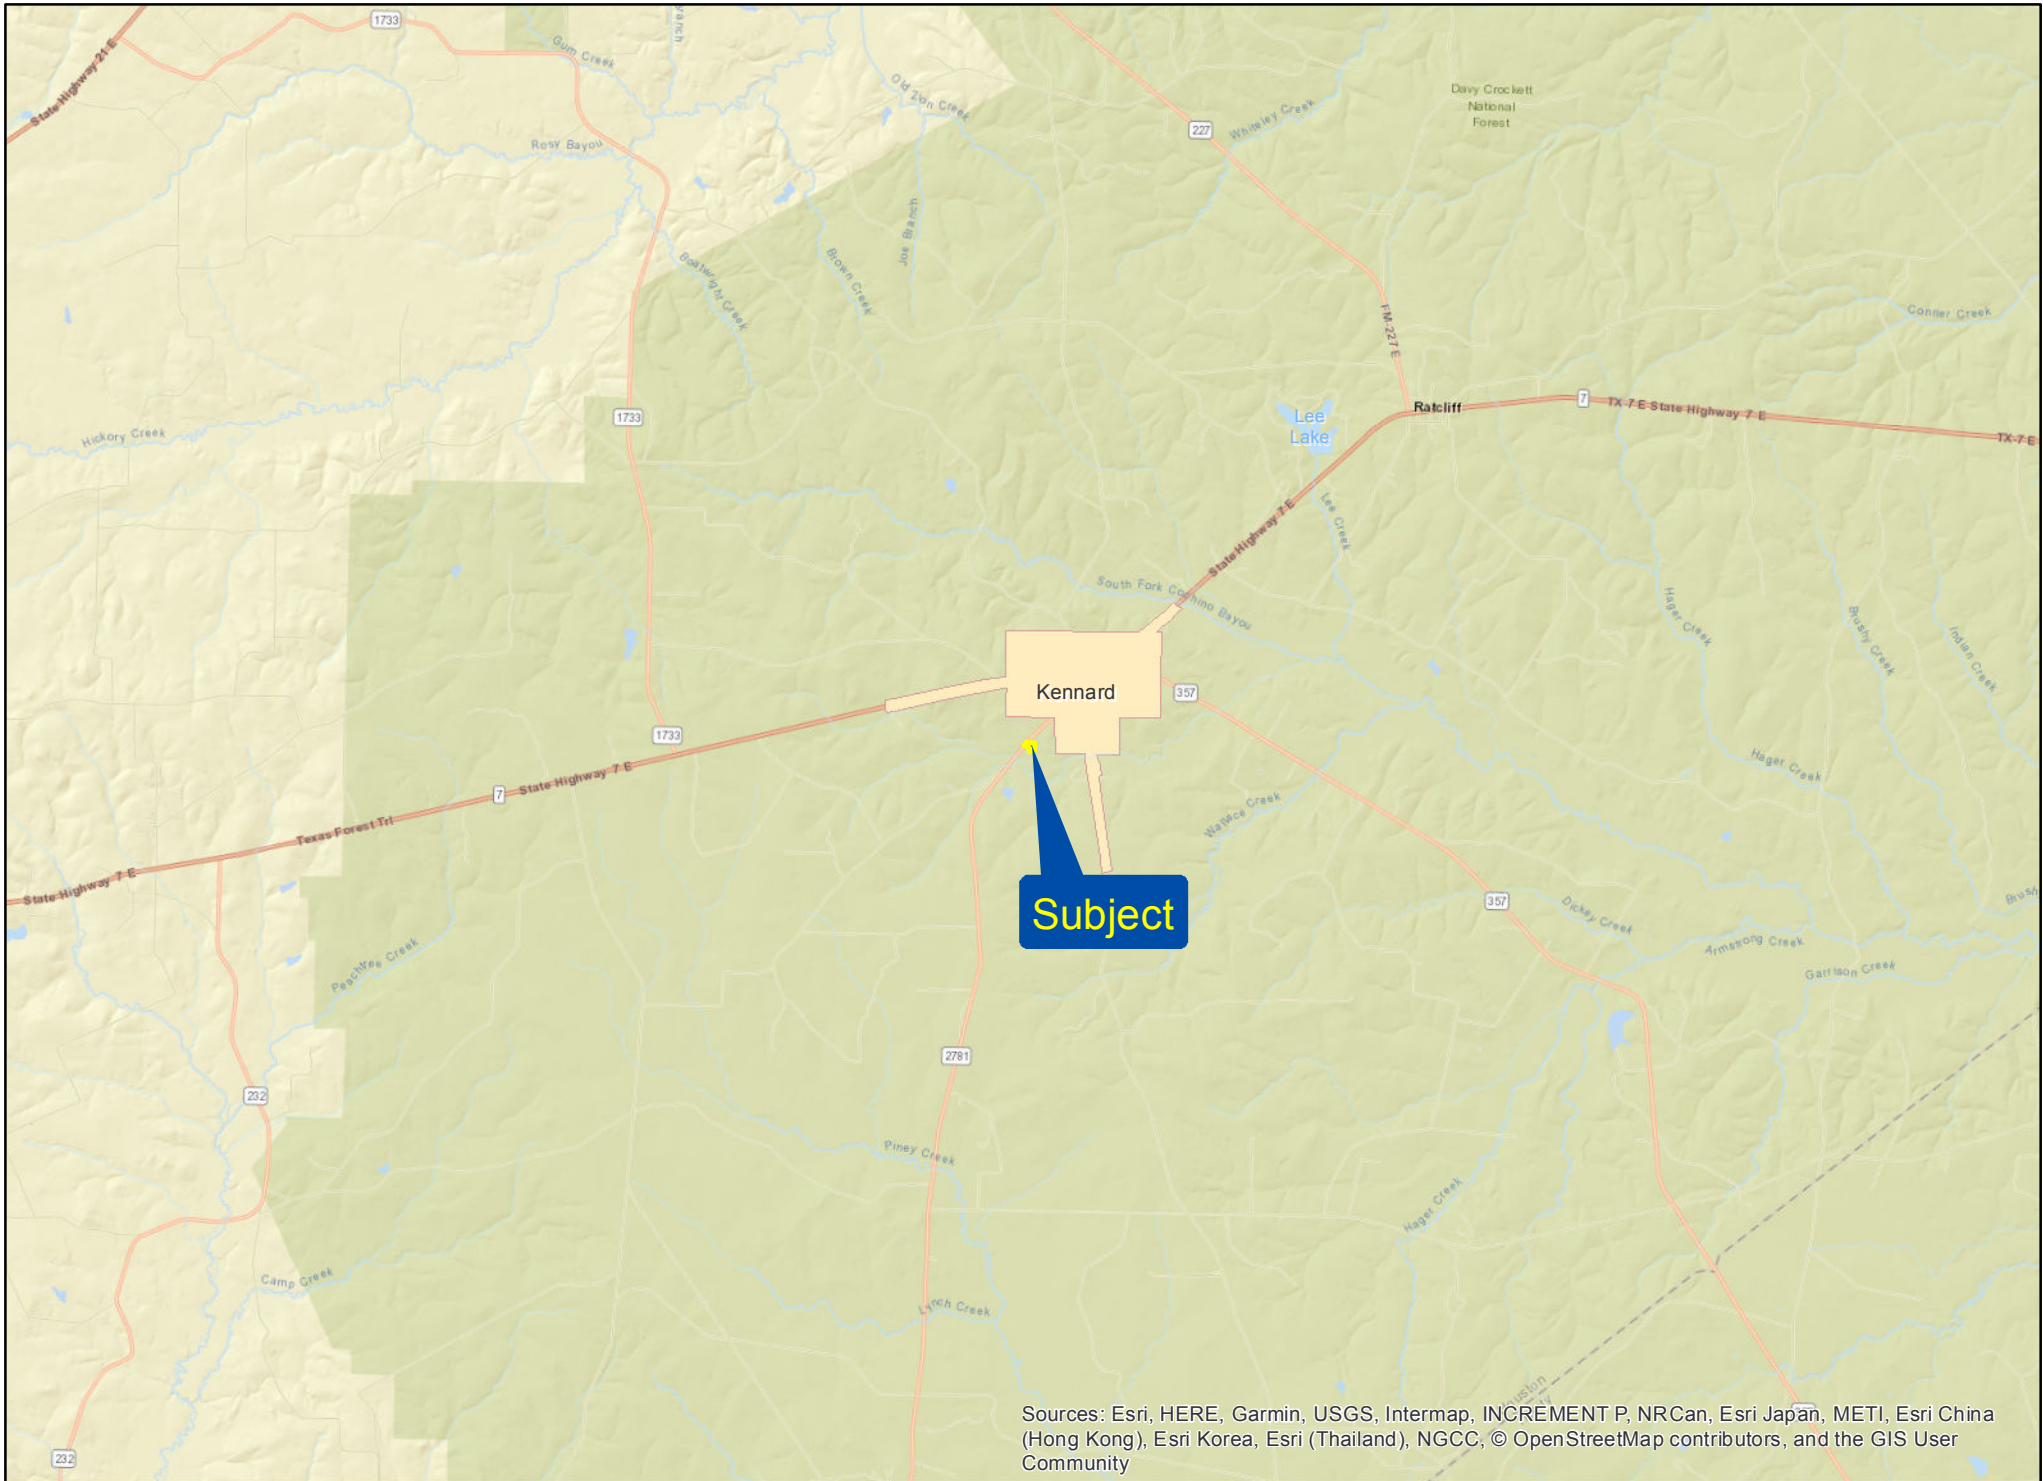 1733
State Highway 21 E
Gum Creek
Old Zion Creek
Davy Crockett
National
Forest
227
Whiteley Creek
Rosy Bayou
Joe Branch
Boatwright Creek
Brown Creek
FM-227 E
Conner Creek
1733
Hickory Creek
Lee
Lake
Ratcliff
7
TX-7 E State Highway 7 E
TX-7 E
Lee Creek
State Highway 7 E
South Fork Cochino Bayou
Hager Creek
Brushy Creek
Indian Creek
Kennard
357
1733
7
State Highway 7 E
Hager Creek
Texas Forest Trl
Wallace Creek
State Highway 7 E
Subject
357
Dickey Creek
Armstrong Creek
Garrison Creek
Peachtree Creek
2781
232
Piney Creek
Hager Creek
Camp Creek
Lynch Creek
232
Sources: Esri, HERE, Garmin, USGS, Intermap, INCREMENT P, NRCan, Esri Japan, METI, Esri China
(Hong Kong), Esri Korea, Esri (Thailand), NGCC, © OpenStreetMap contributors, and the GIS User
Community